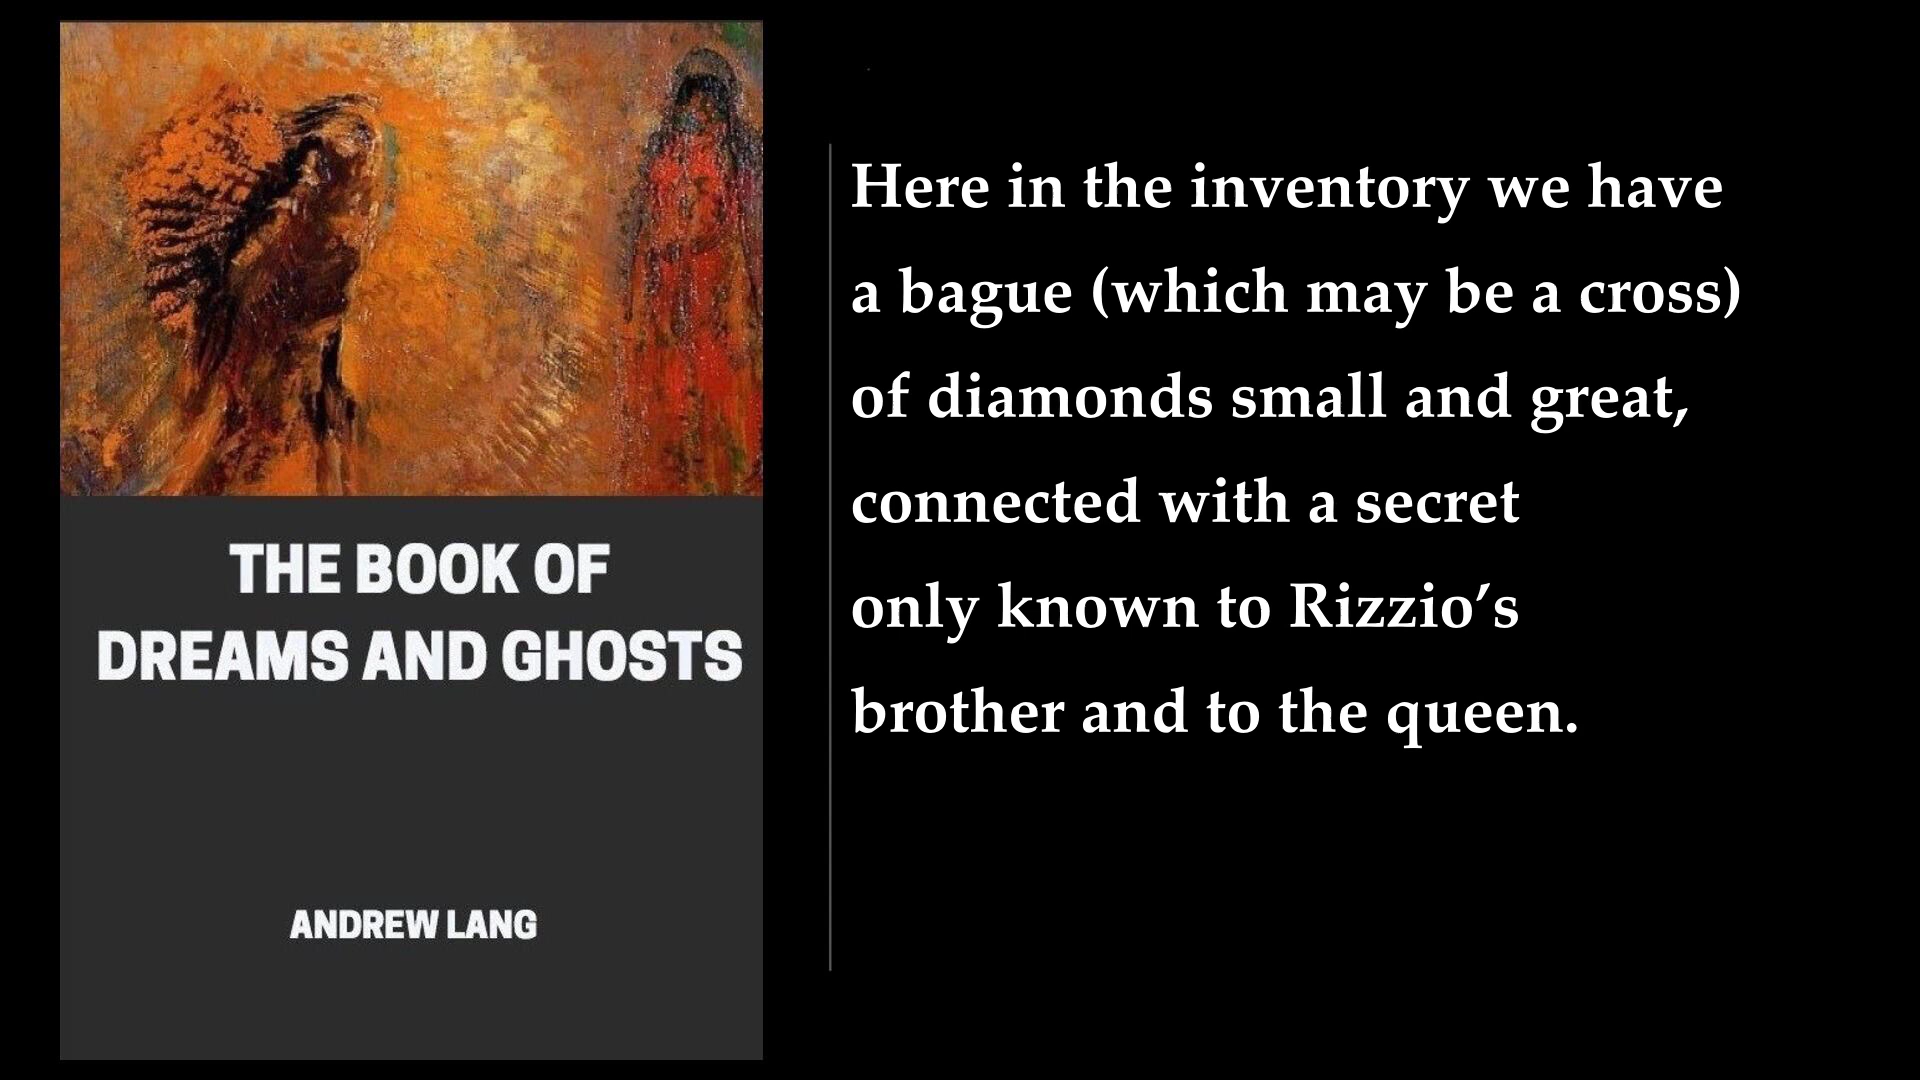 THE BOOK OF
DREAMS AND GHOSTS
ANDREW LANG
Here in the inventory we have
a bague (which may be a cross)
of diamonds small and great,
connected with a secret
only known to Rizzio’s
brother and to the queen.